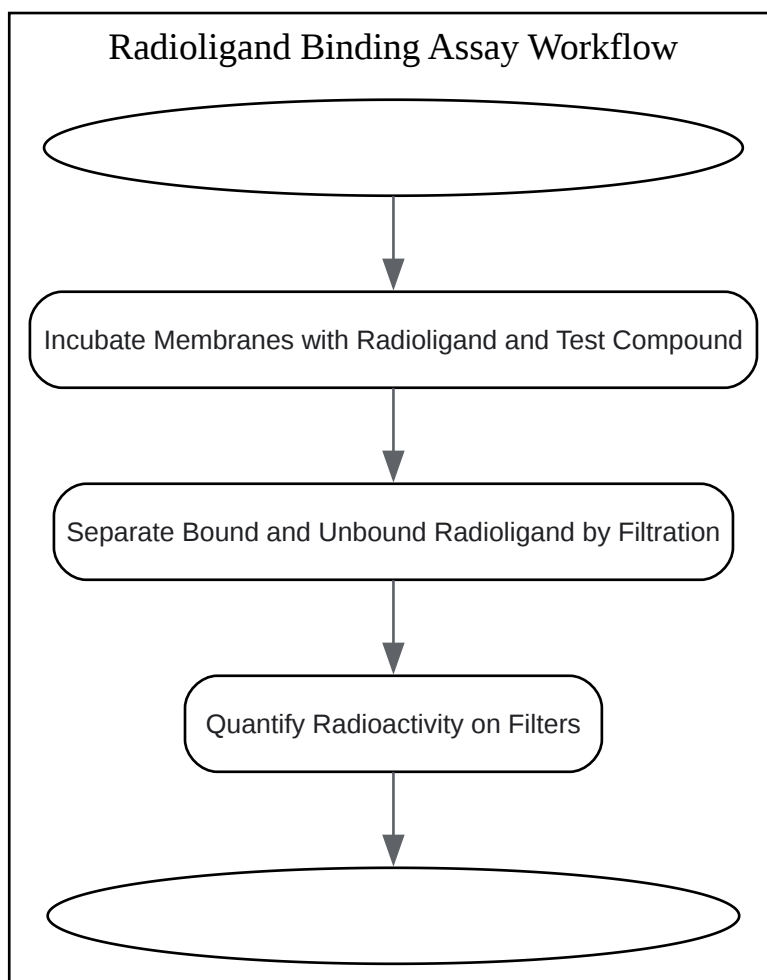 Radioligand Binding Assay Workflow
Incubate Membranes with Radioligand and Test Compound
Separate Bound and Unbound Radioligand by Filtration
Quantify Radioactivity on Filters